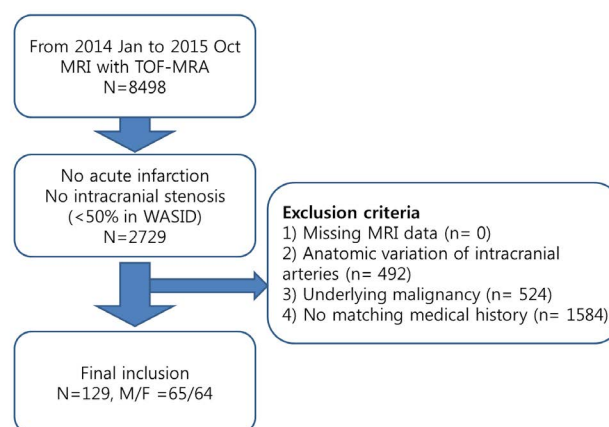 From 2014 Jan to 2015 Oct
MRI with TOF-MRA
N=8498
No acute infarction
No intracranial stenosis
(<50% in WASID)
N=2729
Exclusion criteria
1) Missing MRI data (n= 0)
2) Anatomic variation of intracranial
arteries (n= 492)
3) Underlying malignancy (n= 524)
4) No matching medical history (n= 1584)
Final inclusion
N=129, M/F =65/64